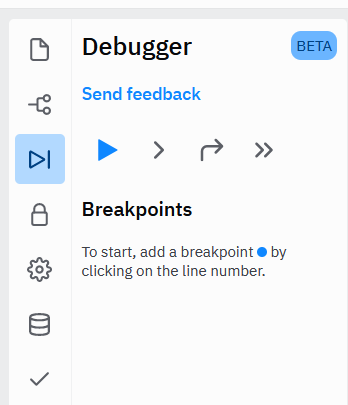 Debugger
BETA
Send feedback
Breakpoints
To start, add a breakpoint by
clicking on the line number.